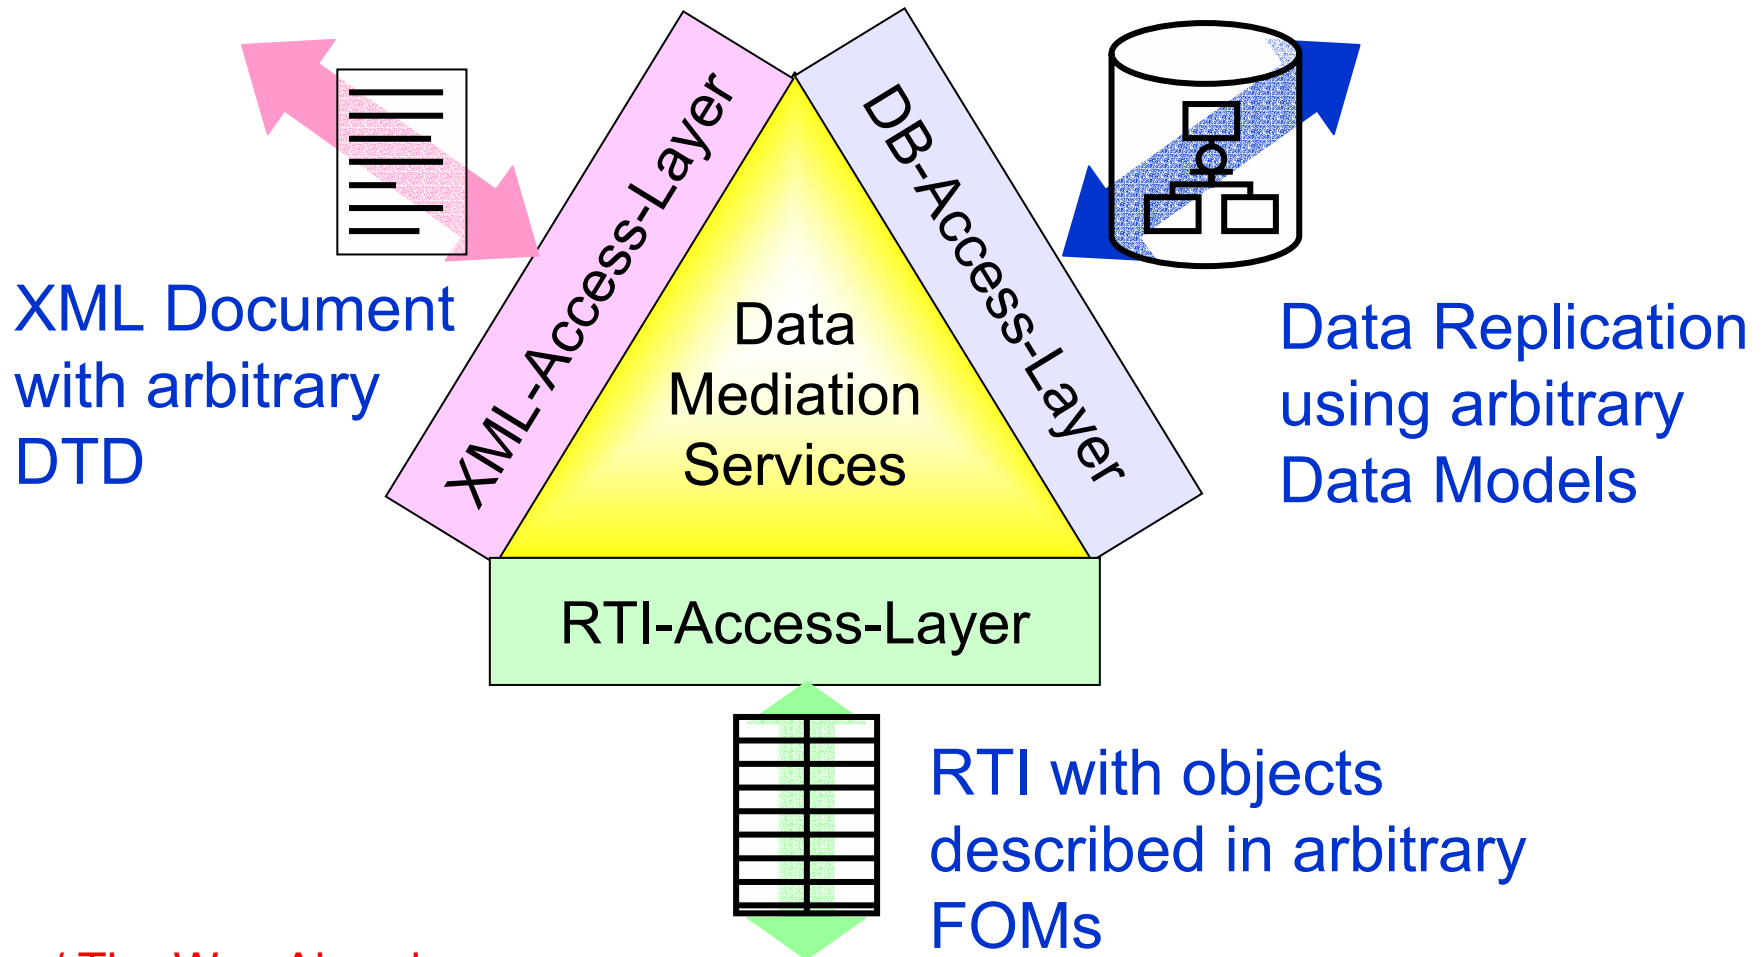 XML-Access-Layer
DB-Access-Layer
Data
Mediation
Services
XML Document
with arbitrary
DTD
Data Replication
using arbitrary
Data Models
RTI-Access-Layer
RTI with objects
described in arbitrary
FOMs